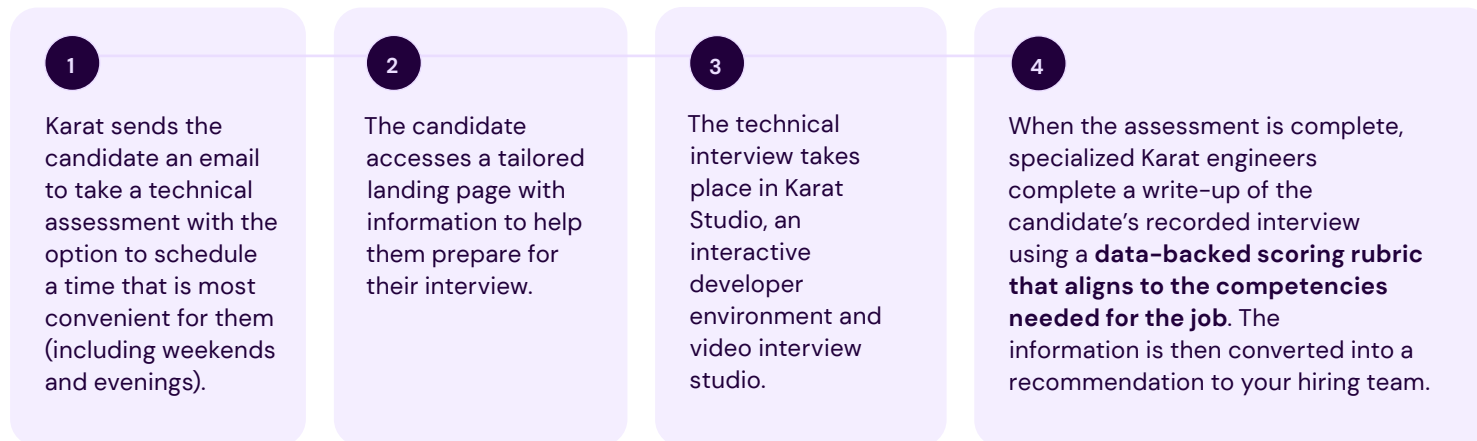 1
Karat sends the
candidate an email
to take a technical
assessment with the
option to schedule
a time that is most
convenient for them
(including weekends
and evenings).
2
The candidate
accesses a tailored
landing page with
information to help
them prepare for
their interview.
3
The technical
interview takes
place in Karat
Studio, an
interactive
developer
environment and
video interview
studio.
4
When the assessment is complete,
specialized Karat engineers
complete a write-up of the
candidate’s recorded interview
using a data-backed scoring rubric
that aligns to the competencies
needed for the job. The
information is then converted into a
recommendation to your hiring team.